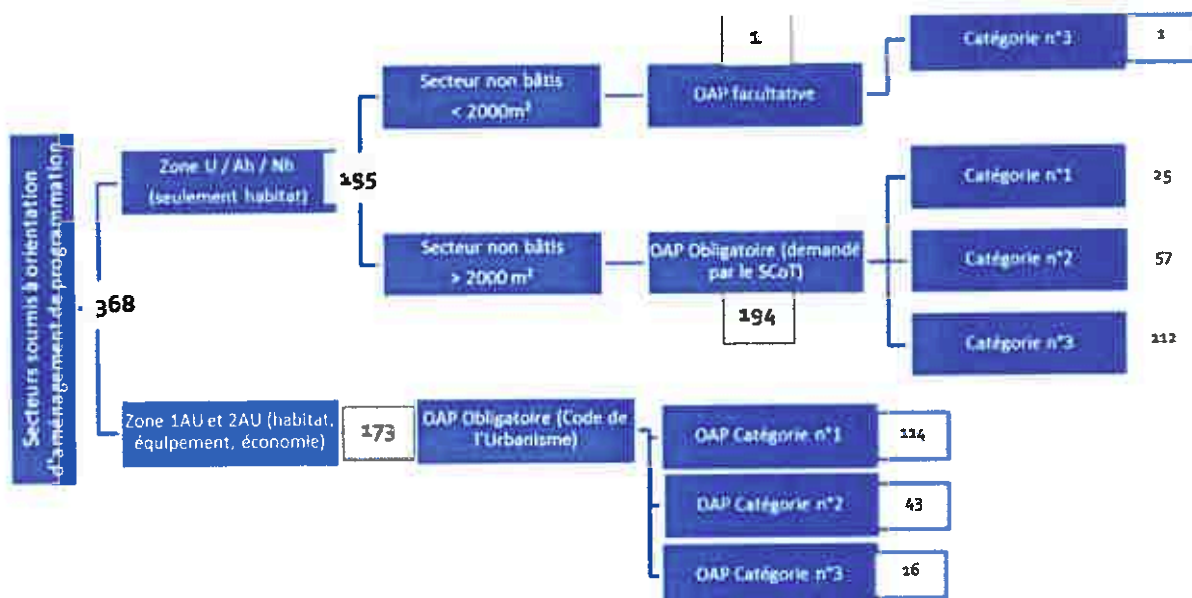 Secteurs soumis à orientation
d'aménagement de programmation
368
Zone U / Ah / Nh
(seulement habitat)
195
Secteur non bâtis
< 2000m²
1
OAP facultative
Catégorie n°3
1
Secteur non bâtis
> 2000 m²
OAP Obligatoire (demandé
par le SCoT)
194
Catégorie n°1
25
Catégorie n°2
57
Catégorie n°3
112
Zone 1AU et 2AU (habitat,
équipement, économie)
173
OAP Obligatoire (Code de
l'Urbanisme)
OAP Catégorie n°1
114
OAP Catégorie n°2
43
OAP Catégorie n°3
16